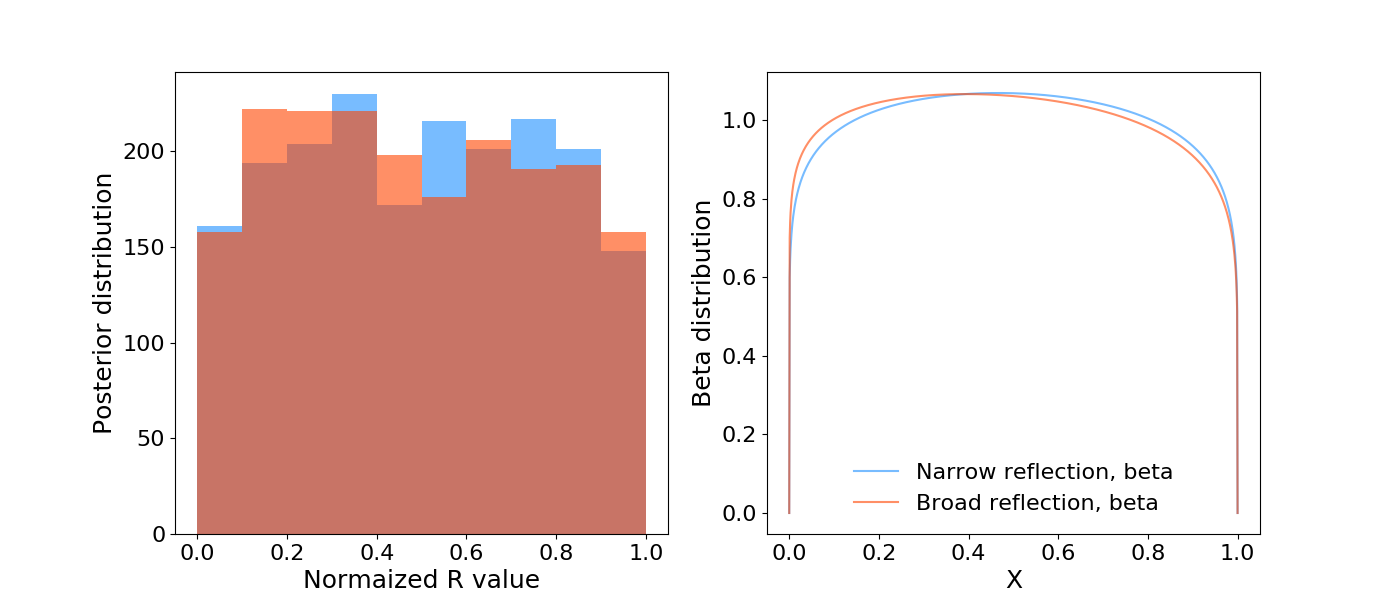 Posterior distribution
200
150
100
50
0
0.0 0.2 0.4 0.6 0.8 1.0
Normaized R value
Beta distribution
1.0
0.8
0.6
0.4
0.2
0.0
Narrow reflection, beta
Broad reflection, beta
0.0 0.2 0.4 0.6 0.8 1.0
X